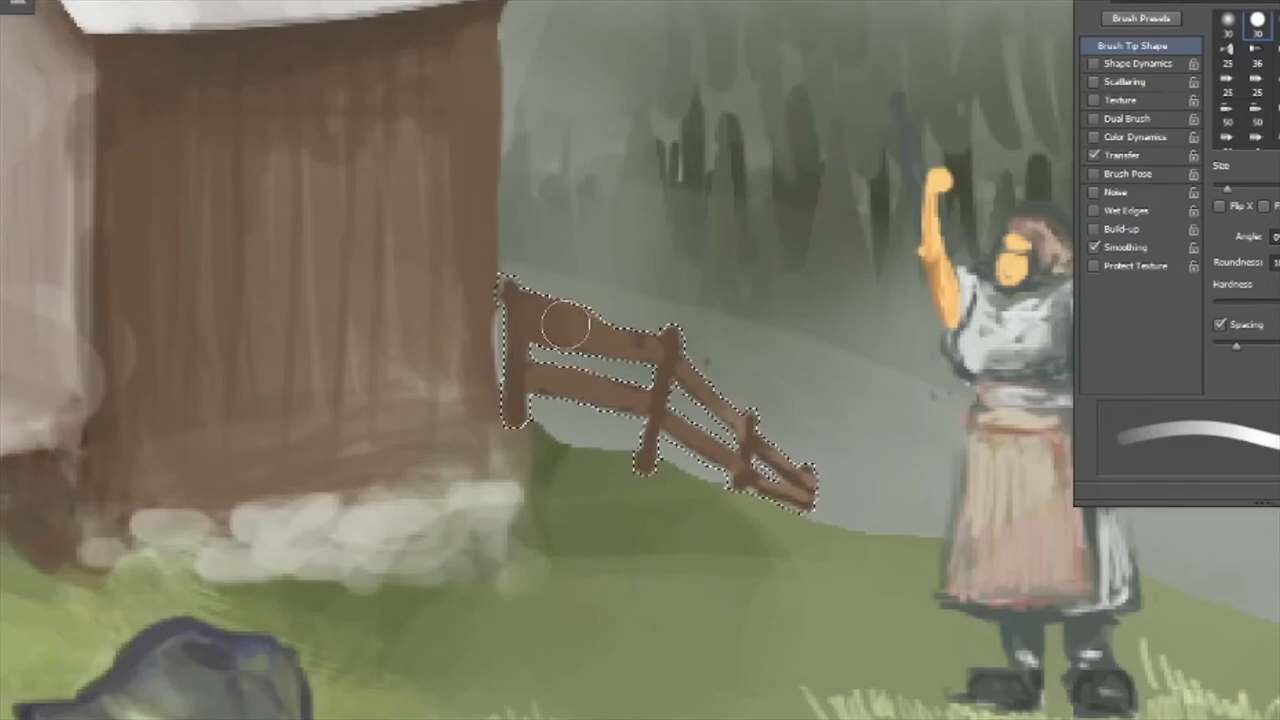 Brush Presets
Brush Tip Shape
Shape Dynamics
Scattering
Texture
Dual Brush
Color Dynamics
Transfer
Brush Pose
Noise
Wet Edges
Build-up
Smoothing
Protect Texture
30 30
25 36
25 25
50 50
Size
Flip X
Angle:
Roundness:
Hardness
Spacing